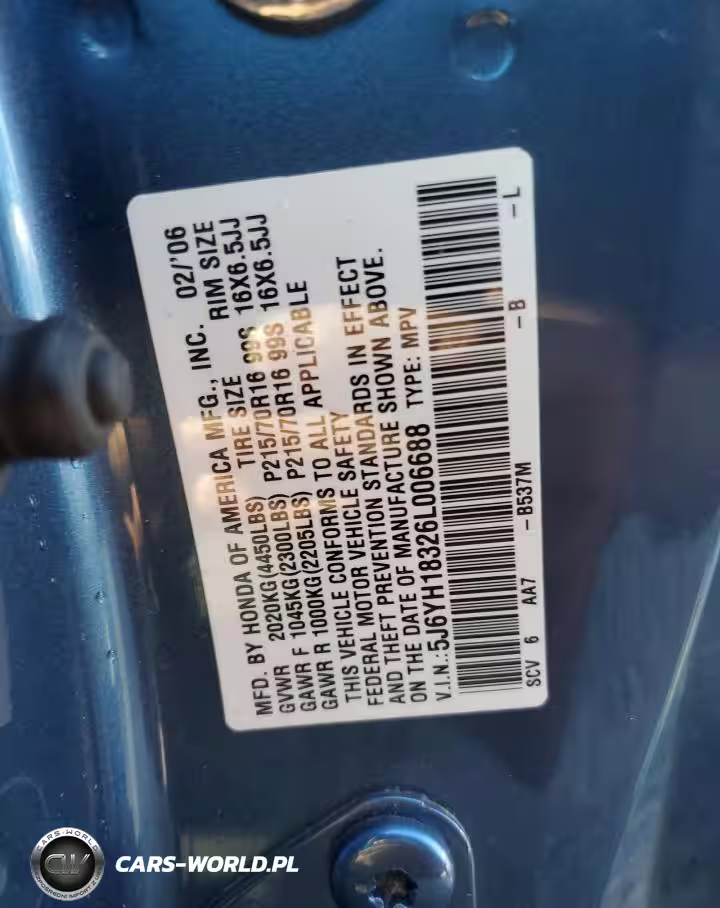 MFD. BY HONDA OF AMERICA MFG., INC. 02/'06
GVWR 2020KG(4450LBS) TIRE SIZE RIM SIZE
GAWR F 1045KG(2300LBS) P215/70R16 99S 16X6.5JJ
GAWR R 1000KG(2205LBS) P215/70R16 99S 16X6.5JJ
THIS VEHICLE CONFORMS TO ALL APPLICABLE
FEDERAL MOTOR VEHICLE SAFETY
AND THEFT PREVENTION STANDARDS IN EFFECT
ON THE DATE OF MANUFACTURE SHOWN ABOVE.
V.I.N.: 5J6YH18326L006688 TYPE: MPV
SCV 6 AA7 -B537M -B -L
CARS-WORLD
CW
CARS-WORLD.PL